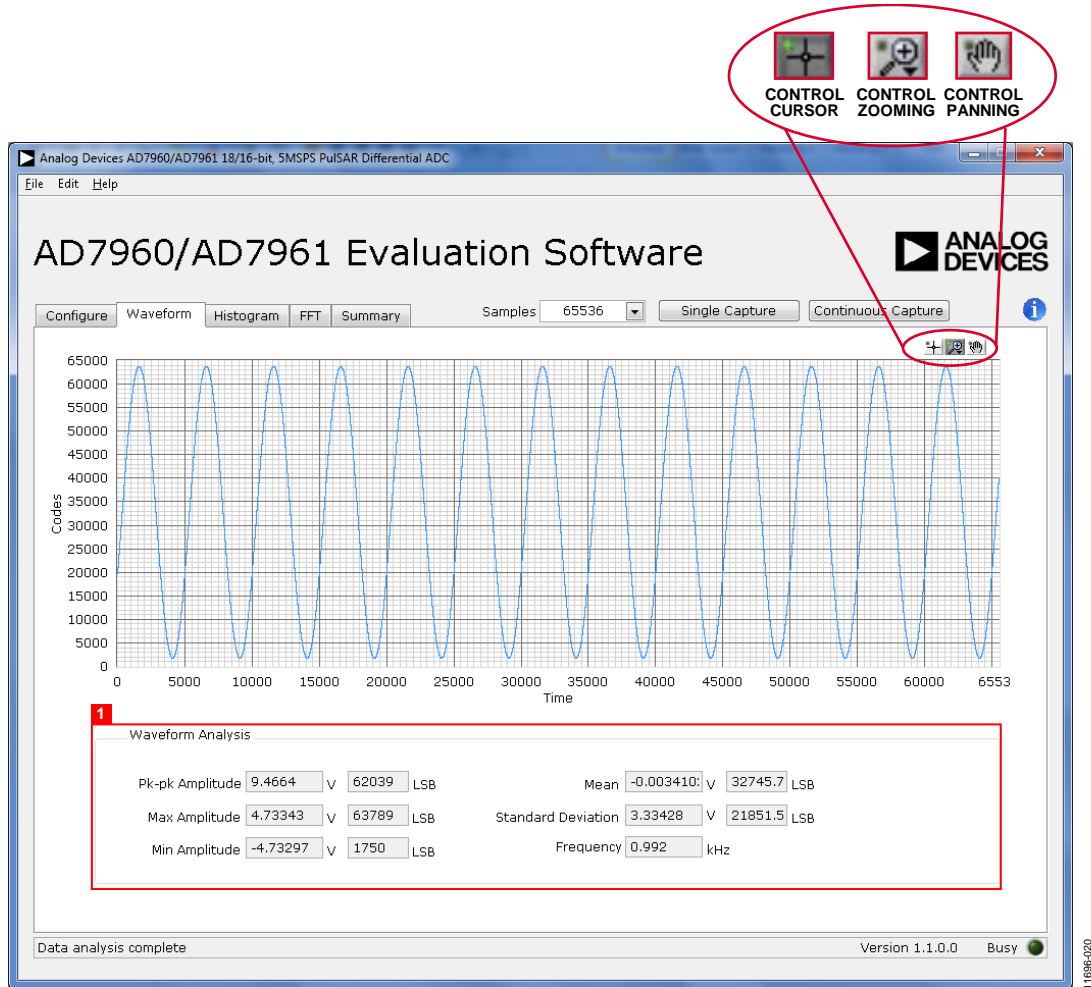 CONTROL CURSOR
CONTROL ZOOMING
CONTROL PANNING
Analog Devices AD7960/AD7961 18/16-bit, 5MSPS PulSAR Differential ADC
File Edit Help
AD7960/AD7961 Evaluation Software
ANALOG DEVICES
Configure Waveform Histogram FFT Summary Samples 65536 Single Capture Continuous Capture
65000
60000
55000
50000
45000
40000
35000
30000
25000
20000
15000
10000
5000
0
Codes
0 5000 10000 15000 20000 25000 30000 35000 40000 45000 50000 55000 60000 6553
Time
1
Waveform Analysis
Pk-pk Amplitude 9.4664 V 62039 LSB
Mean -0.003410 V 32745.7 LSB
Max Amplitude 4.73343 V 63789 LSB
Standard Deviation 3.33428 V 21851.5 LSB
Min Amplitude -4.73297 V 1750 LSB
Frequency 0.992 kHz
Data analysis complete Version 1.1.0.0 Busy
11696-020